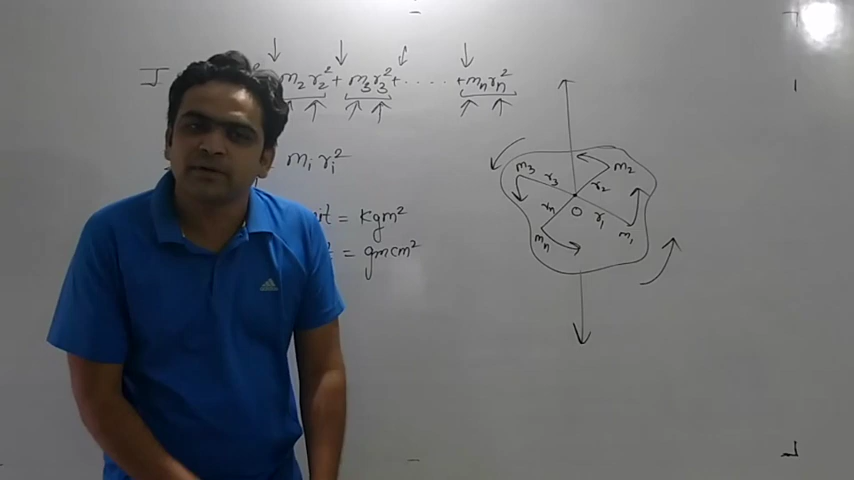 I m₂r₂² + m₃r₃² + ..... + mₙrₙ²
mᵢrᵢ²
= kgm²
= gmcm²
m₃ r₃ m₂ r₂
rₙ O r₁
mₙ m₁